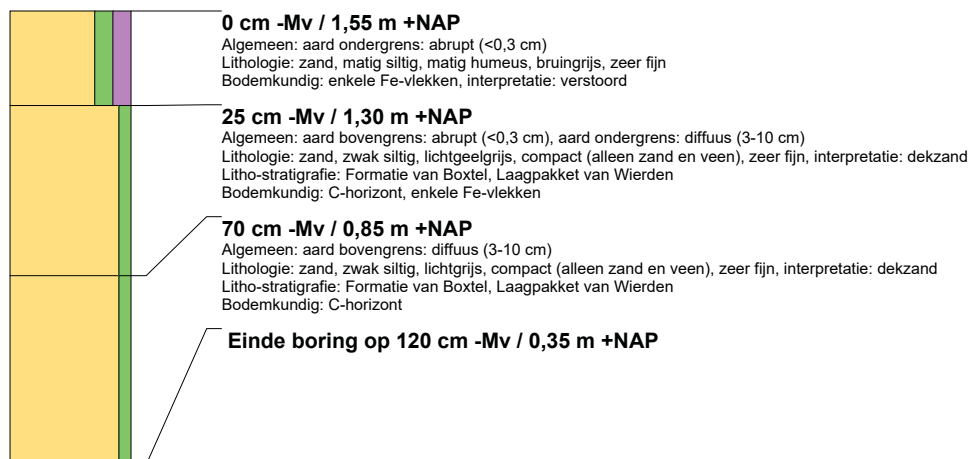 0 cm -Mv / 1,55 m +NAP
Algemeen: aard ondergrens: abrupt (<0,3 cm)
Lithologie: zand, matig siltig, matig humeus, bruingrijs, zeer fijn
Bodemkundig: enkele Fe-vlekken, interpretatie: verstoord
25 cm -Mv / 1,30 m +NAP
Algemeen: aard bovengrens: abrupt (<0,3 cm), aard ondergrens: diffuus (3-10 cm)
Lithologie: zand, zwak siltig, lichtgeelgrijs, compact (alleen zand en veen), zeer fijn, interpretatie: dekzand
Litho-stratigrafie: Formatie van Boxtel, Laagpakket van Wierden
Bodemkundig: C-horizont, enkele Fe-vlekken
70 cm -Mv / 0,85 m +NAP
Algemeen: aard bovengrens: diffuus (3-10 cm)
Lithologie: zand, zwak siltig, lichtgrijs, compact (alleen zand en veen), zeer fijn, interpretatie: dekzand
Litho-stratigrafie: Formatie van Boxtel, Laagpakket van Wierden
Bodemkundig: C-horizont
Einde boring op 120 cm -Mv / 0,35 m +NAP